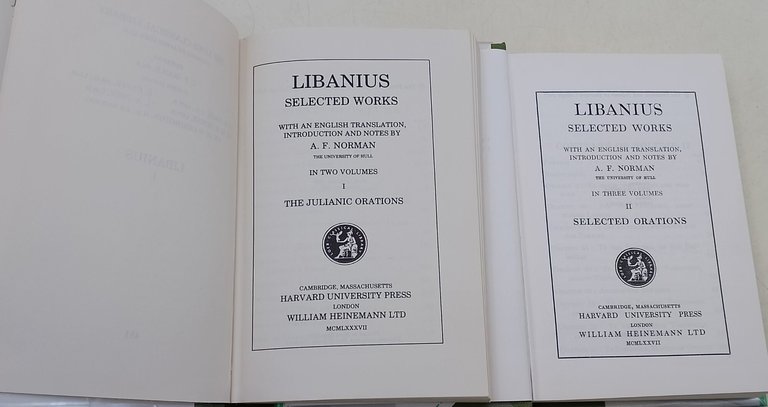 LIBANIUS
LIBANIUS
SELECTED WORKS
WITH AN ENGLISH TRANSLATION,
INTRODUCTION AND NOTES BY
A. F. NORMAN
THE UNIVERSITY OF HULL
IN TWO VOLUMES
I
THE JULIANIC ORATIONS
CAMBRIDGE, MASSACHUSETTS
HARVARD UNIVERSITY PRESS
LONDON
WILLIAM HEINEMANN LTD
MCMLXXXVII
LIBANIUS
SELECTED WORKS
WITH AN ENGLISH TRANSLATION,
INTRODUCTION AND NOTES BY
A. F. NORMAN
THE UNIVERSITY OF HULL
IN THREE VOLUMES
II
SELECTED ORATIONS
CAMBRIDGE, MASSACHUSETTS
HARVARD UNIVERSITY PRESS
LONDON
WILLIAM HEINEMANN LTD
MCMLXXVII